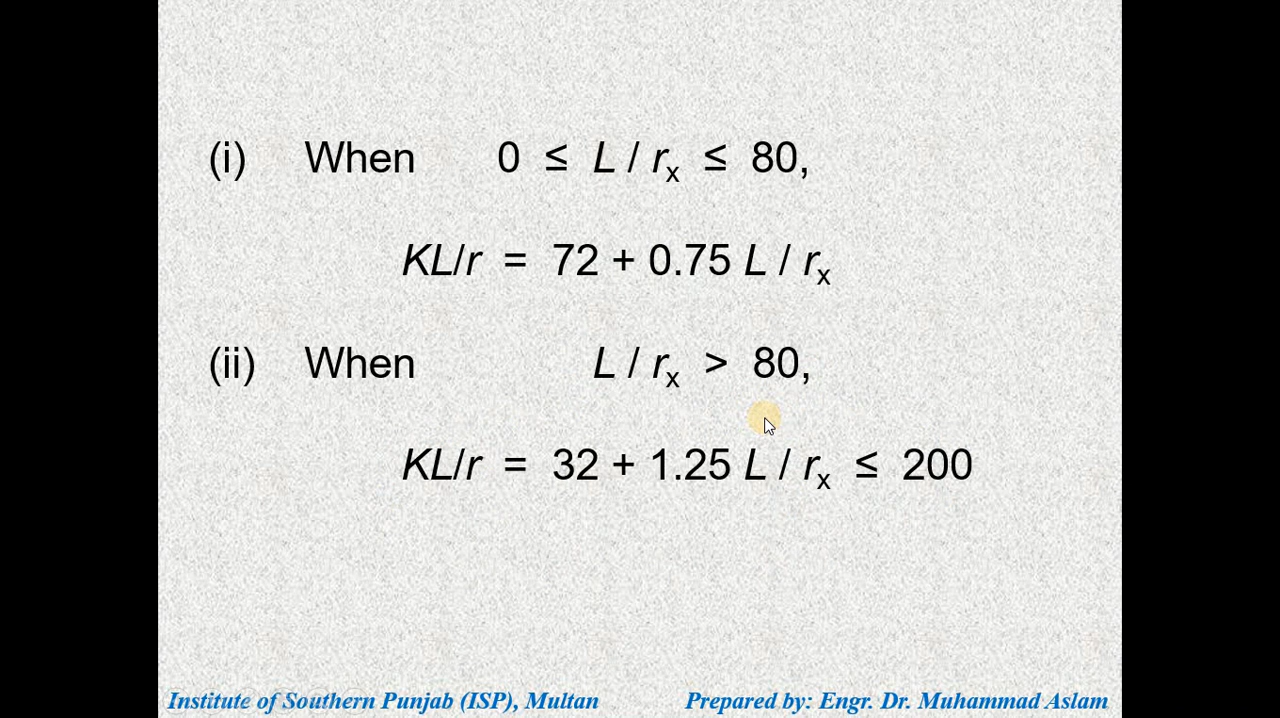 (i) When 0 ≤ L / rx ≤ 80,
KL/r = 72 + 0.75 L / rx
(ii) When L / rx > 80,
KL/r = 32 + 1.25 L / rx ≤ 200
Institute of Southern Punjab (ISP), Multan Prepared by: Engr. Dr. Muhammad Aslam